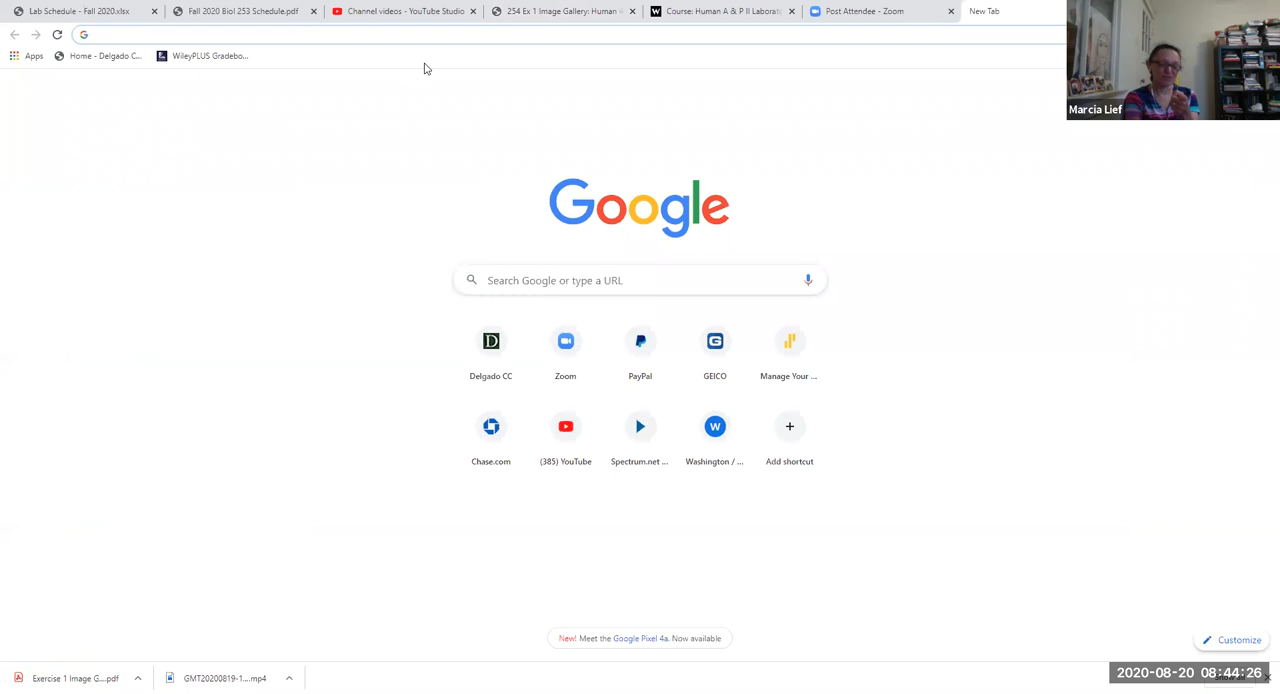 Lab Schedule - Fall 2020.xlsx
Fall 2020 Biol 253 Schedule.pdf
Channel videos - YouTube Studio
254 Ex 1 Image Gallery: Human
Course: Human A & P II Laborat
Post Attendee - Zoom
New Tab
Apps
Home - Delgado C...
WileyPLUS Gradebo...
Marcia Lief
Google
Search Google or type a URL
D
Delgado CC
Zoom
PayPal
G
GEICO
Manage Your ...
Chase.com
(385) YouTube
Spectrum.net ...
W
Washington / ...
Add shortcut
New! Meet the Google Pixel 4a. Now available
Customize
Exercise 1 Image G....pdf
GMT20200819-1....mp4
2020-08-20 08:44:26